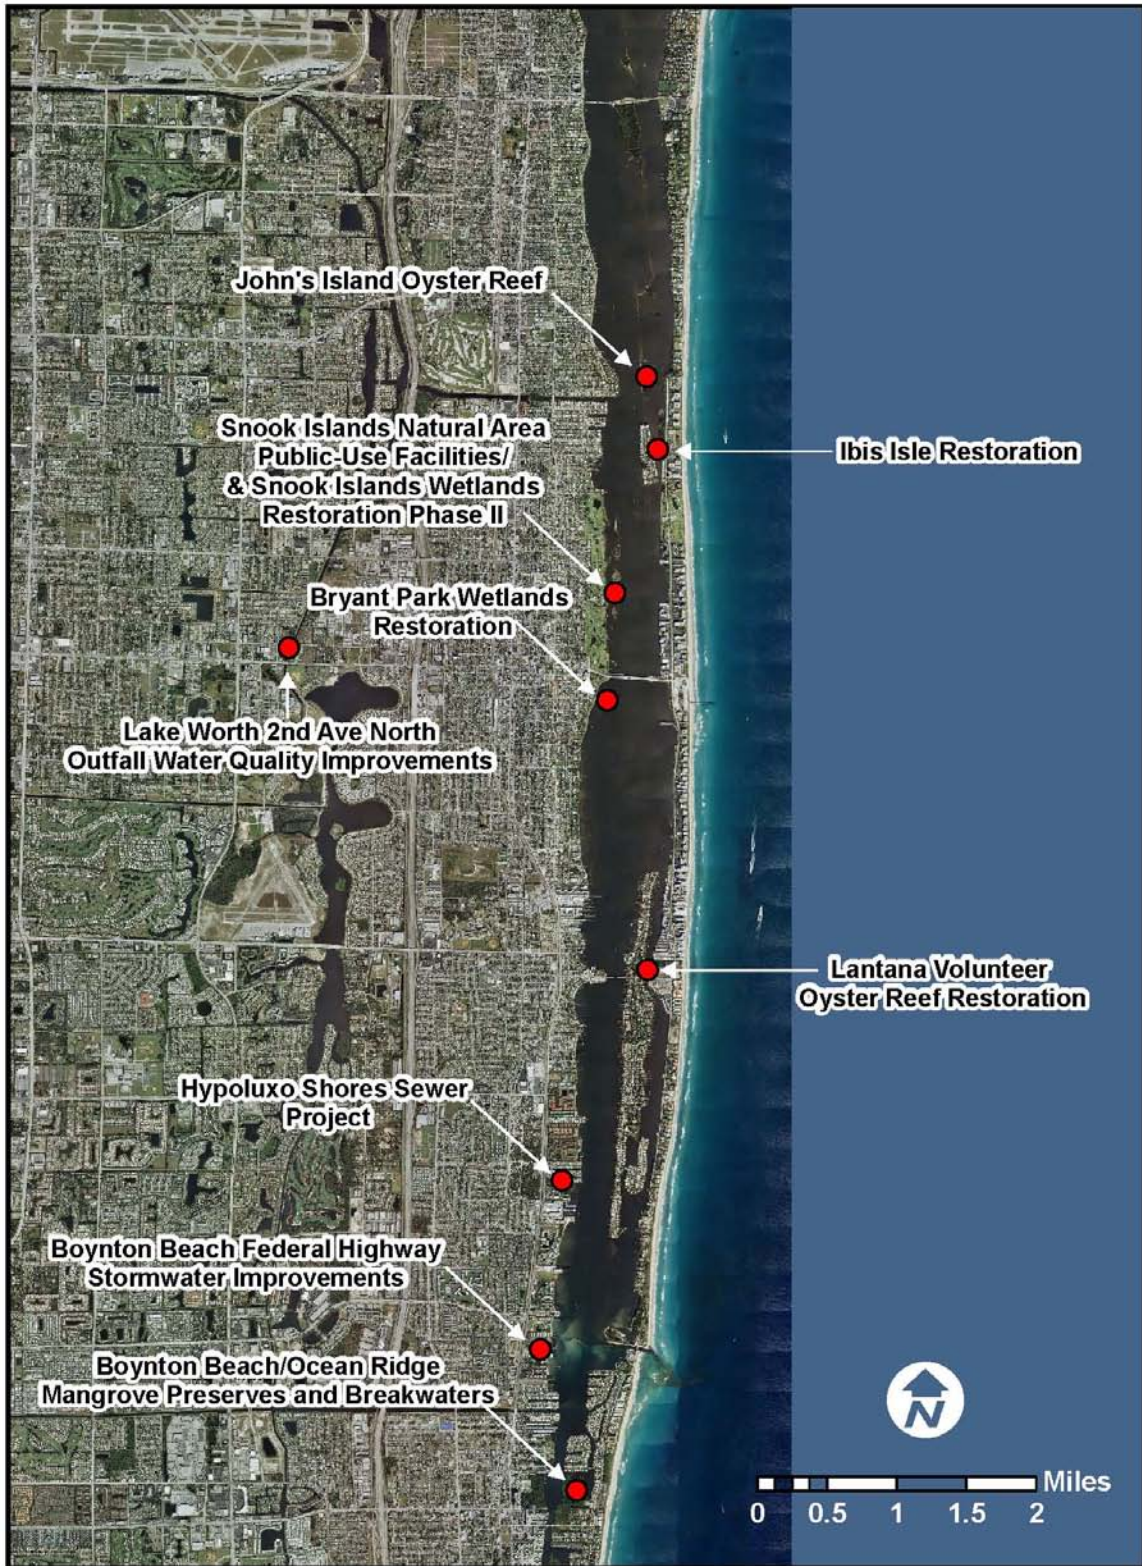 John's Island Oyster Reef
Snook Islands Natural Area
Public-Use Facilities/
& Snook Islands Wetlands
Restoration Phase II
Ibis Isle Restoration
Bryant Park Wetlands
Restoration
Lake Worth 2nd Ave North
Outfall Water Quality Improvements
Lantana Volunteer
Oyster Reef Restoration
Hypoluxo Shores Sewer
Project
Boynton Beach Federal Highway
Stormwater Improvements
Boynton Beach/Ocean Ridge
Mangrove Preserves and Breakwaters
N
Miles
0 0.5 1 1.5 2